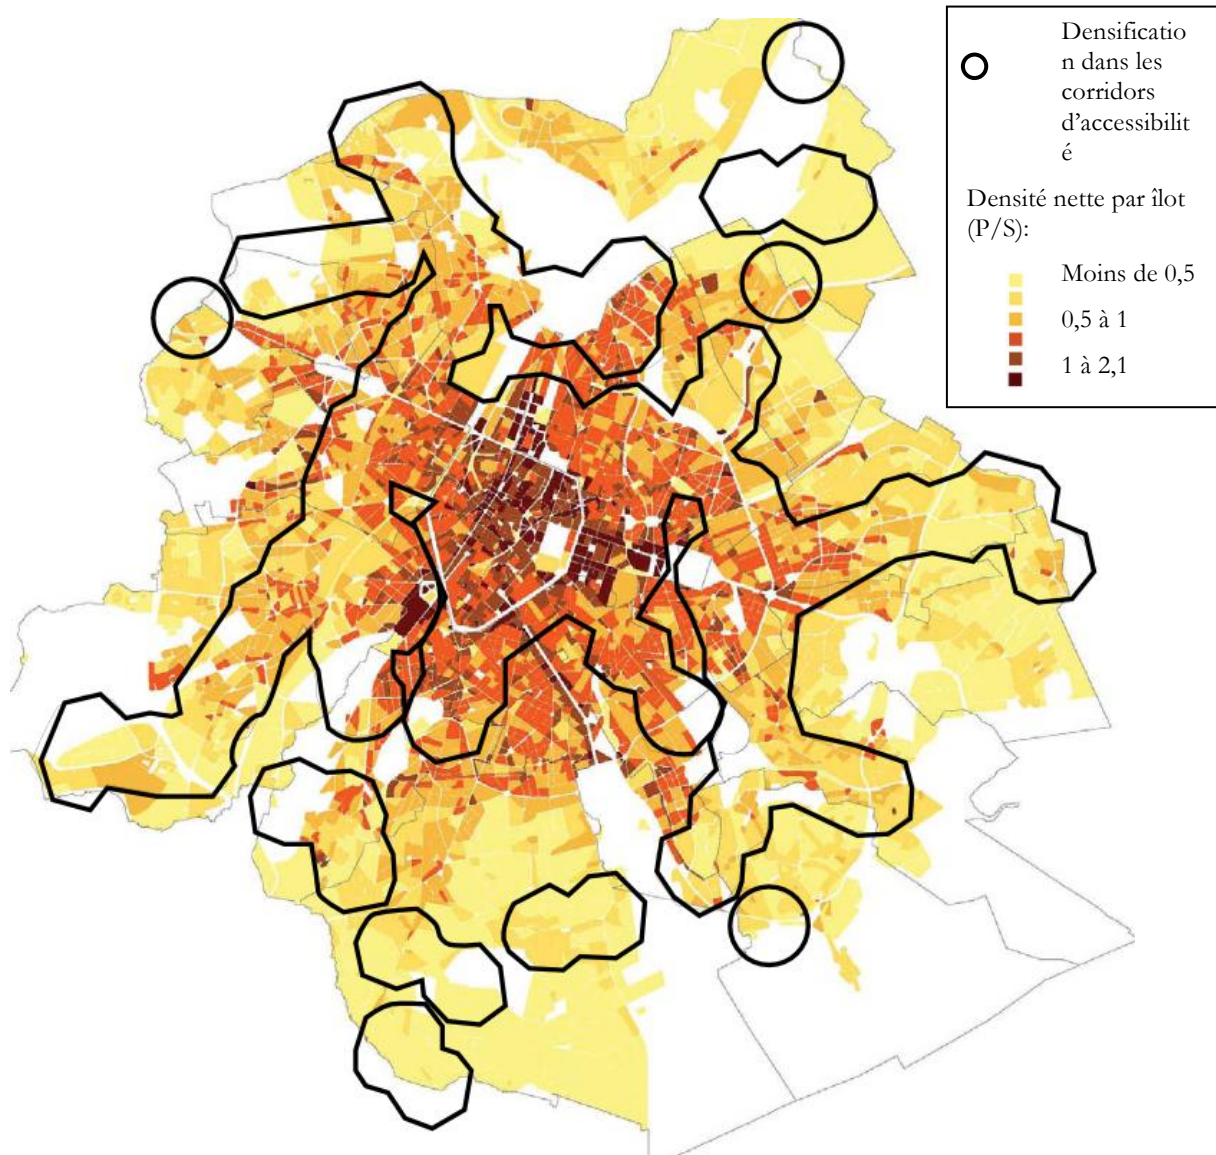 Densificatio
n dans les
corridors
d’accessibilit
é
Densité nette par îlot
(P/S):
Moins de 0,5
0,5 à 1
1 à 2,1